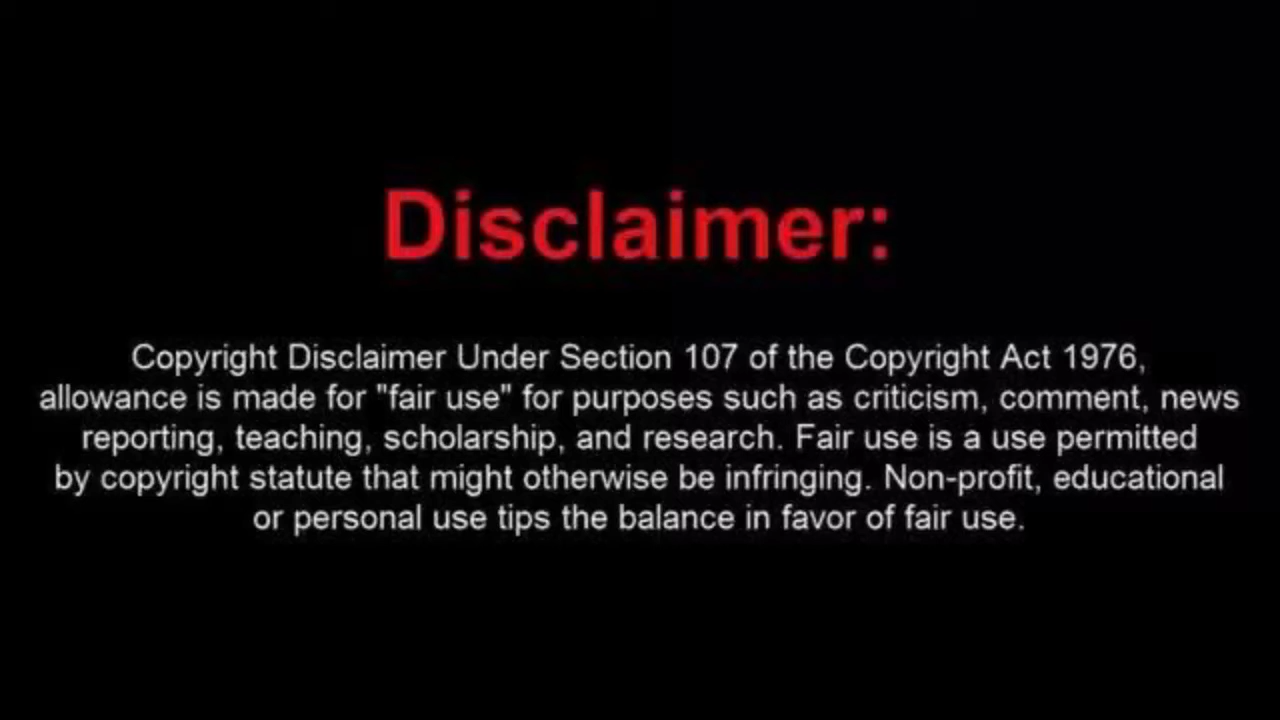 Disclaimer:
Copyright Disclaimer Under Section 107 of the Copyright Act 1976,
allowance is made for "fair use" for purposes such as criticism, comment, news
reporting, teaching, scholarship, and research. Fair use is a use permitted
by copyright statute that might otherwise be infringing. Non-profit, educational
or personal use tips the balance in favor of fair use.